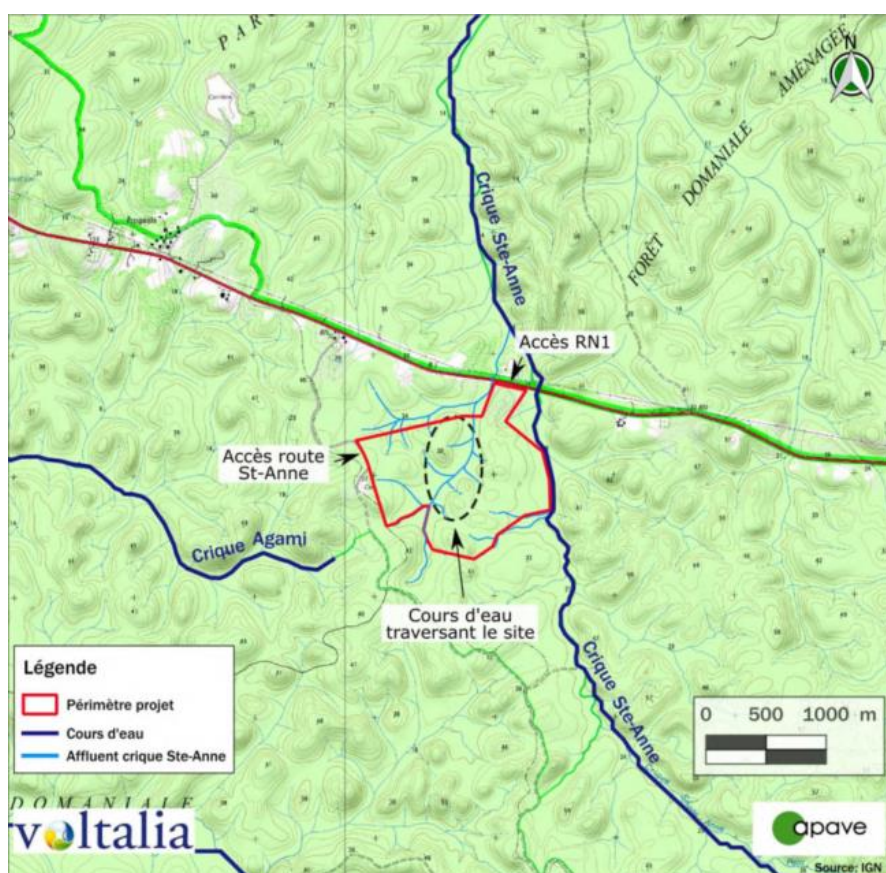 PARC
Carrière
N
FORÊT DOMANIALE AMÉNAGÉE
Crique Ste-Anne
Accès RN1
Accès route
St-Anne
Crique Agami
Cours d'eau
traversant le site
Crique Ste-Anne
Légende
Périmètre projet
Cours d'eau
Affluent crique Ste-Anne
0 500 1000 m
DOMANIALE
voltalia
apave
Source: IGN